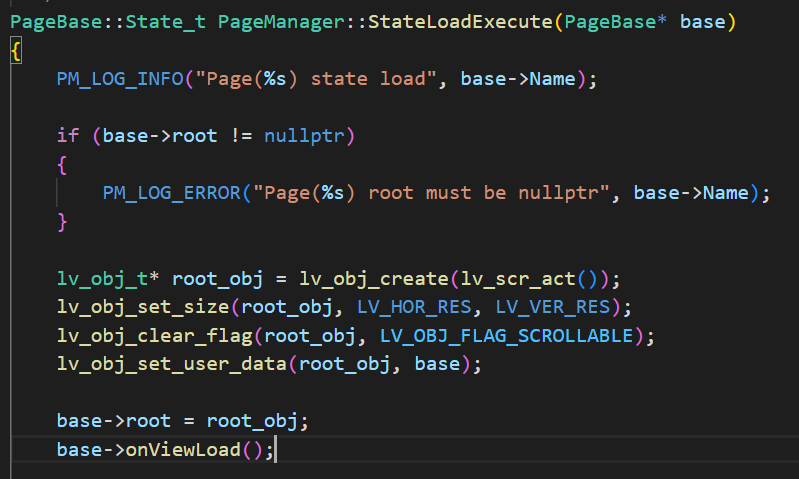 PageBase::State_t PageManager::StateLoadExecute(PageBase* base)
{
    PM_LOG_INFO("Page(%s) state load", base->Name);
    if (base->root != nullptr)
    {
        PM_LOG_ERROR("Page(%s) root must be nullptr", base->Name);
    }
    lv_obj_t* root_obj = lv_obj_create(lv_scr_act());
    lv_obj_set_size(root_obj, LV_HOR_RES, LV_VER_RES);
    lv_obj_clear_flag(root_obj, LV_OBJ_FLAG_SCROLLABLE);
    lv_obj_set_user_data(root_obj, base);
    base->root = root_obj;
    base->onViewLoad();